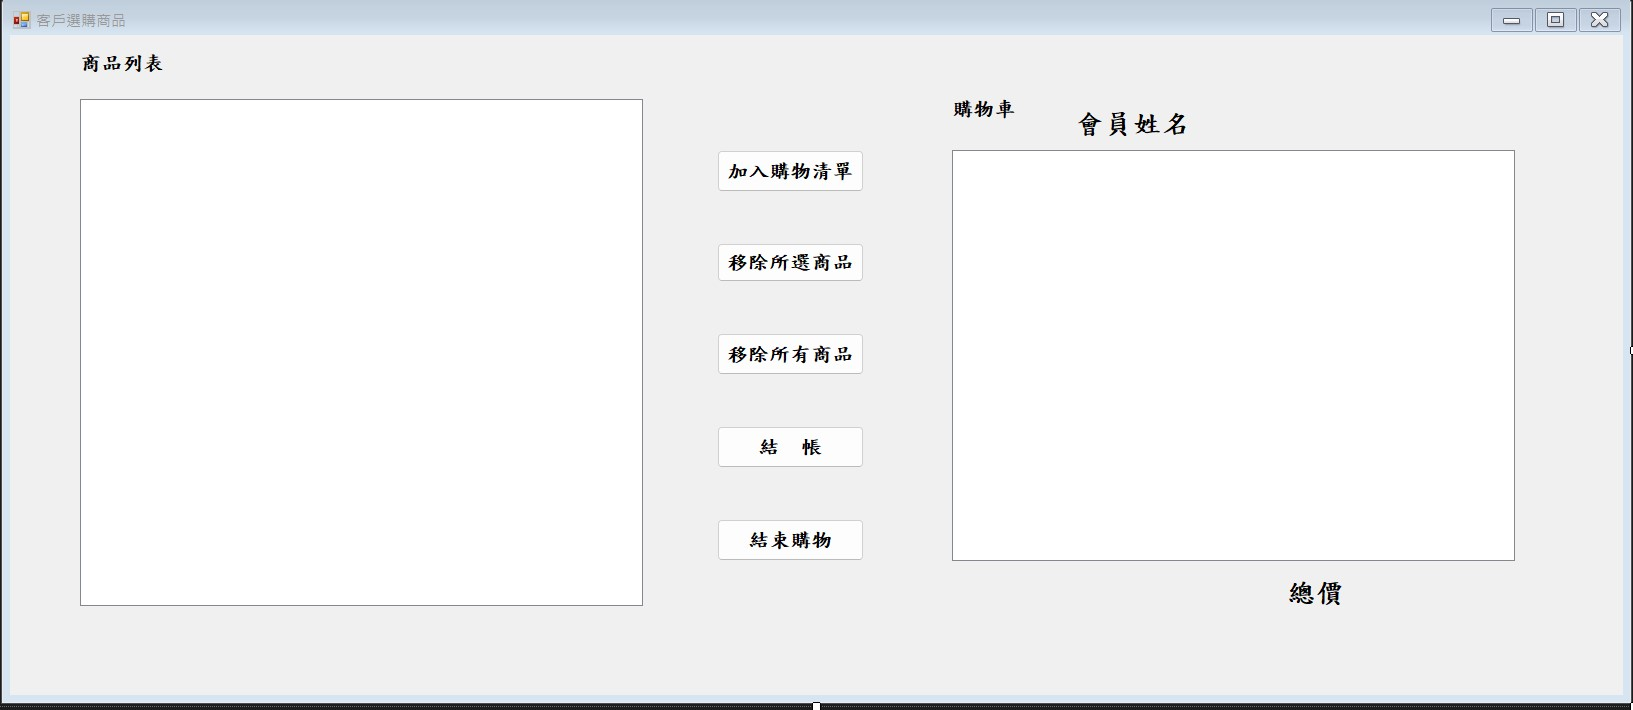 客戶選購商品
商品列表
購物車
會員姓名
加入購物清單
移除所選商品
移除所有商品
結　帳
結束購物
總價